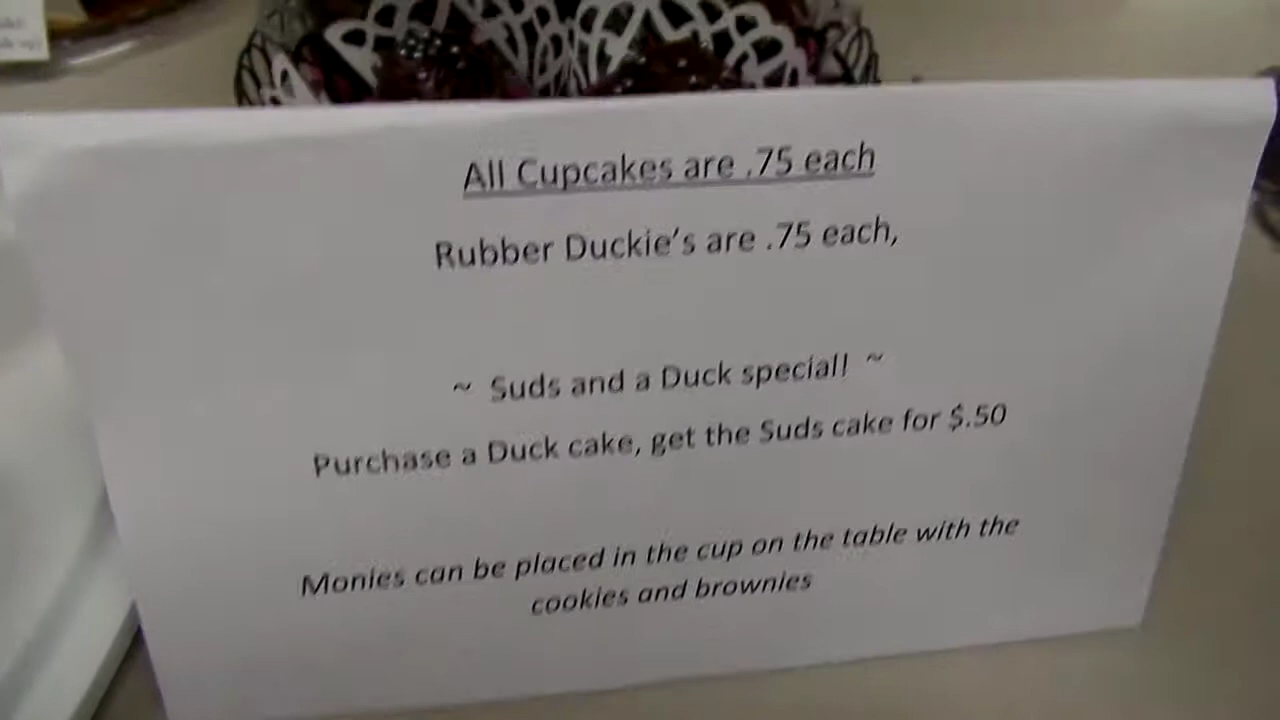 All Cupcakes are .75 each
Rubber Duckie's are .75 each,
~ Suds and a Duck special! ~
Purchase a Duck cake, get the Suds cake for $.50
Monies can be placed in the cup on the table with the
cookies and brownies